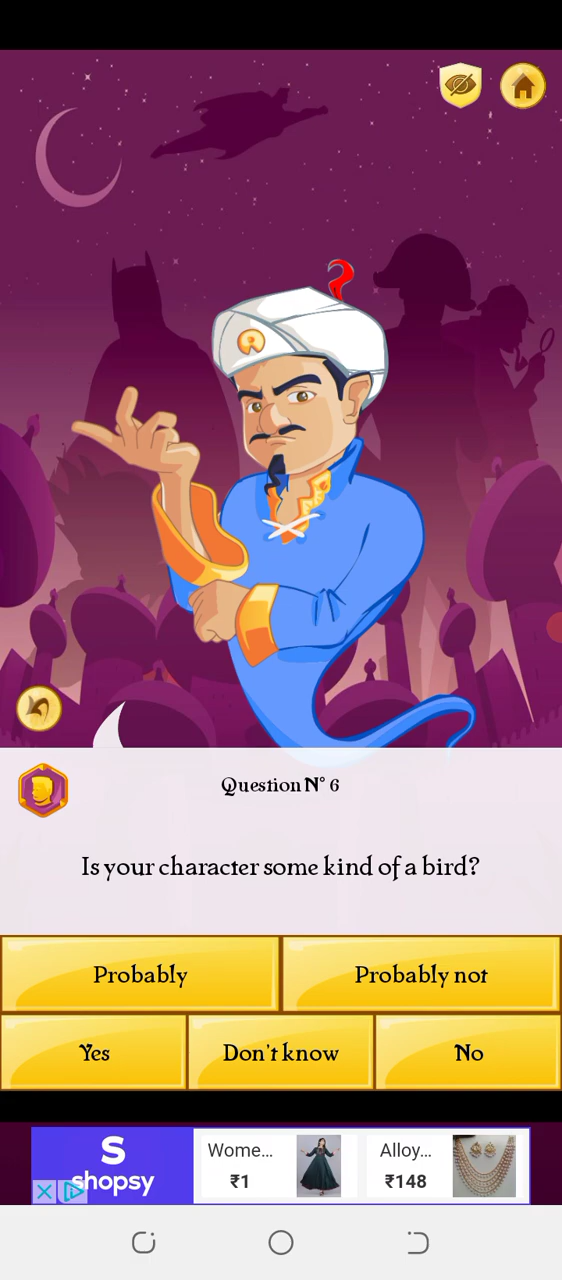 Question N° 6
Is your character some kind of a bird?
Probably
Probably not
Yes
Don't know
No
S
shopsy
Wome...
₹1
Alloy...
₹148